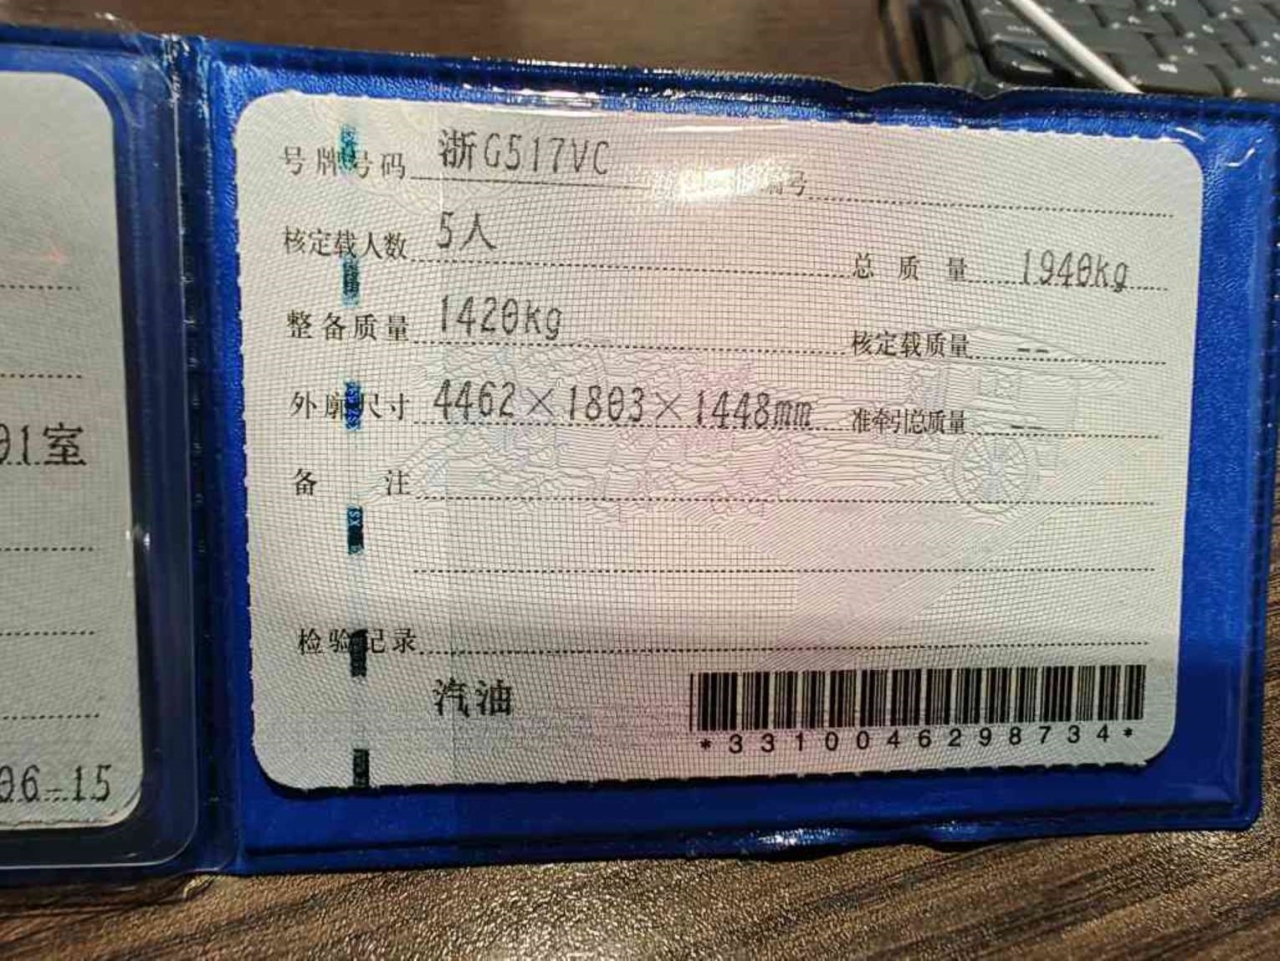 号牌号码 浙G517VC 编号
核定载人数 5人 总质量 1940kg
整备质量 1420kg 核定载质量 --
外廓尺寸 4462×1803×1448mm 准牵引总质量 --
备注
检验记录
汽油
*3310046298734*
01室
06-15